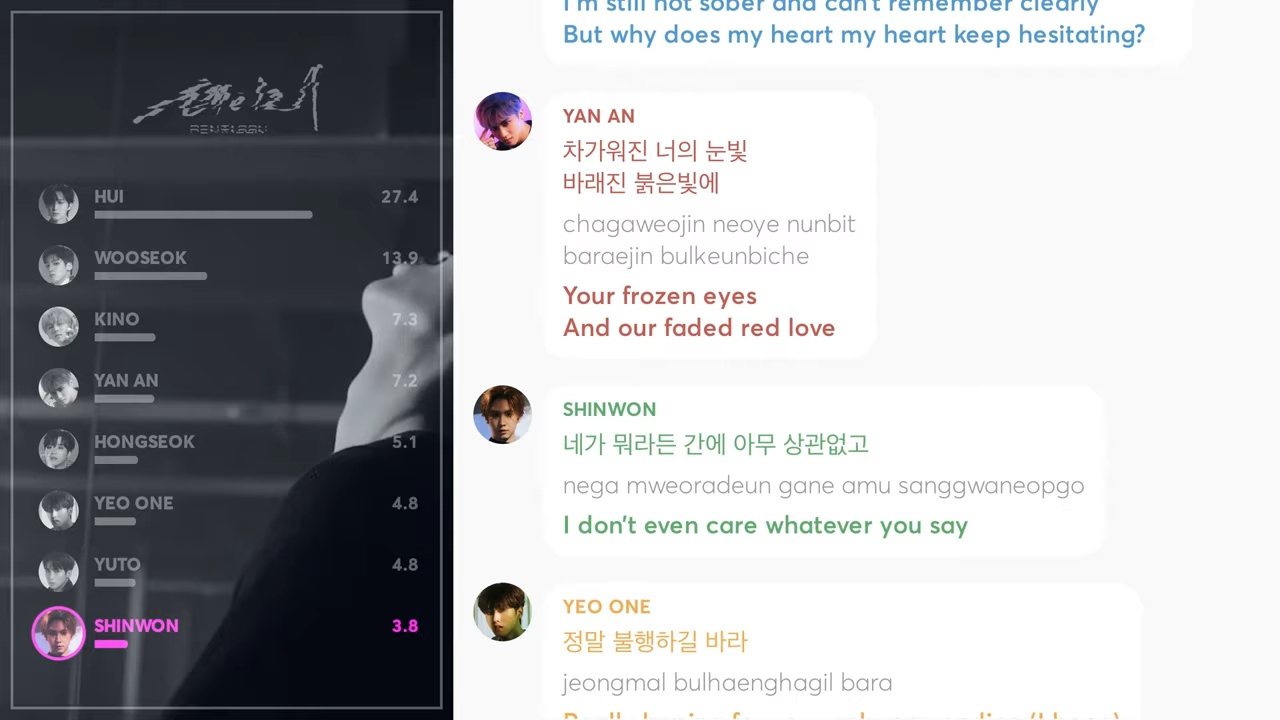 PENTAGON
HUI 27.4
WOOSEOK 13.9
KINO 7.3
YAN AN 7.2
HONGSEOK 5.1
YEO ONE 4.8
YUTO 4.8
SHINWON 3.8
I'm still not sober and can't remember clearly
But why does my heart my heart keep hesitating?
YAN AN
차가워진 너의 눈빛
바래진 붉은빛에
chagaweojin neoye nunbit
baraejin bulkeunbiche
Your frozen eyes
And our faded red love
SHINWON
네가 뭐라든 간에 아무 상관없고
nega mweoradeun gane amu sanggwaneopgo
I don't even care whatever you say
YEO ONE
정말 불행하길 바라
jeongmal bulhaenghagil bara